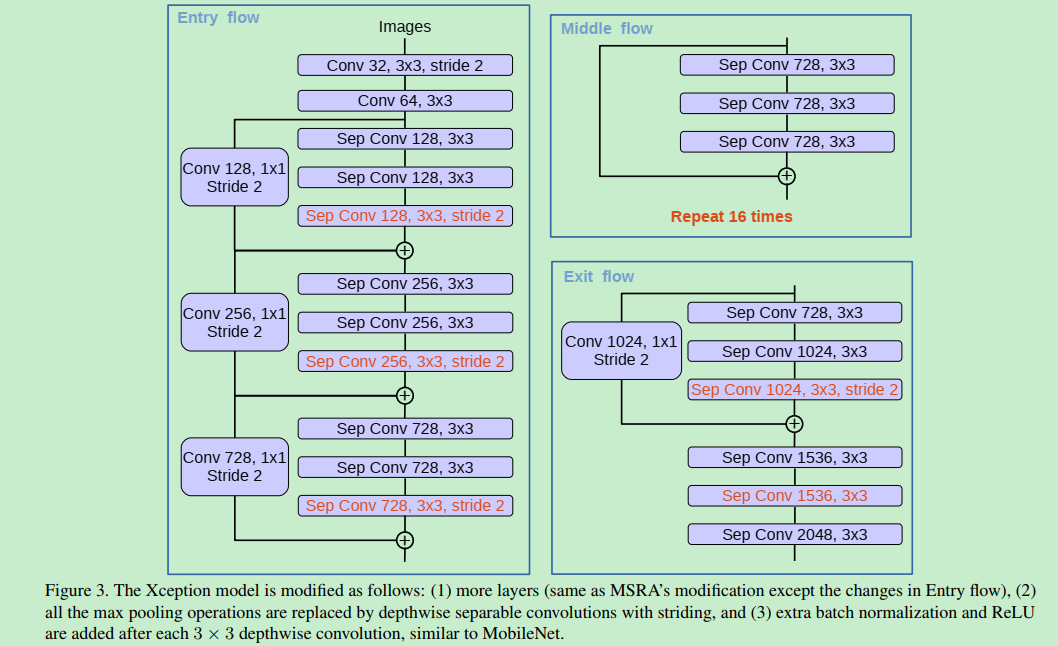 Entry flow
Images
Conv 32, 3x3, stride 2
Conv 64, 3x3
Sep Conv 128, 3x3
Conv 128, 1x1
Stride 2
Sep Conv 128, 3x3
Sep Conv 128, 3x3, stride 2
Sep Conv 256, 3x3
Conv 256, 1x1
Stride 2
Sep Conv 256, 3x3
Sep Conv 256, 3x3, stride 2
Sep Conv 728, 3x3
Conv 728, 1x1
Stride 2
Sep Conv 728, 3x3
Sep Conv 728, 3x3, stride 2
Middle flow
Sep Conv 728, 3x3
Sep Conv 728, 3x3
Sep Conv 728, 3x3
Repeat 16 times
Exit flow
Sep Conv 728, 3x3
Conv 1024, 1x1
Stride 2
Sep Conv 1024, 3x3
Sep Conv 1024, 3x3, stride 2
Sep Conv 1536, 3x3
Sep Conv 1536, 3x3
Sep Conv 2048, 3x3
Figure 3. The Xception model is modified as follows: (1) more layers (same as MSRA's modification except the changes in Entry flow), (2)
all the max pooling operations are replaced by depthwise separable convolutions with striding, and (3) extra batch normalization and ReLU
are added after each 3 × 3 depthwise convolution, similar to MobileNet.